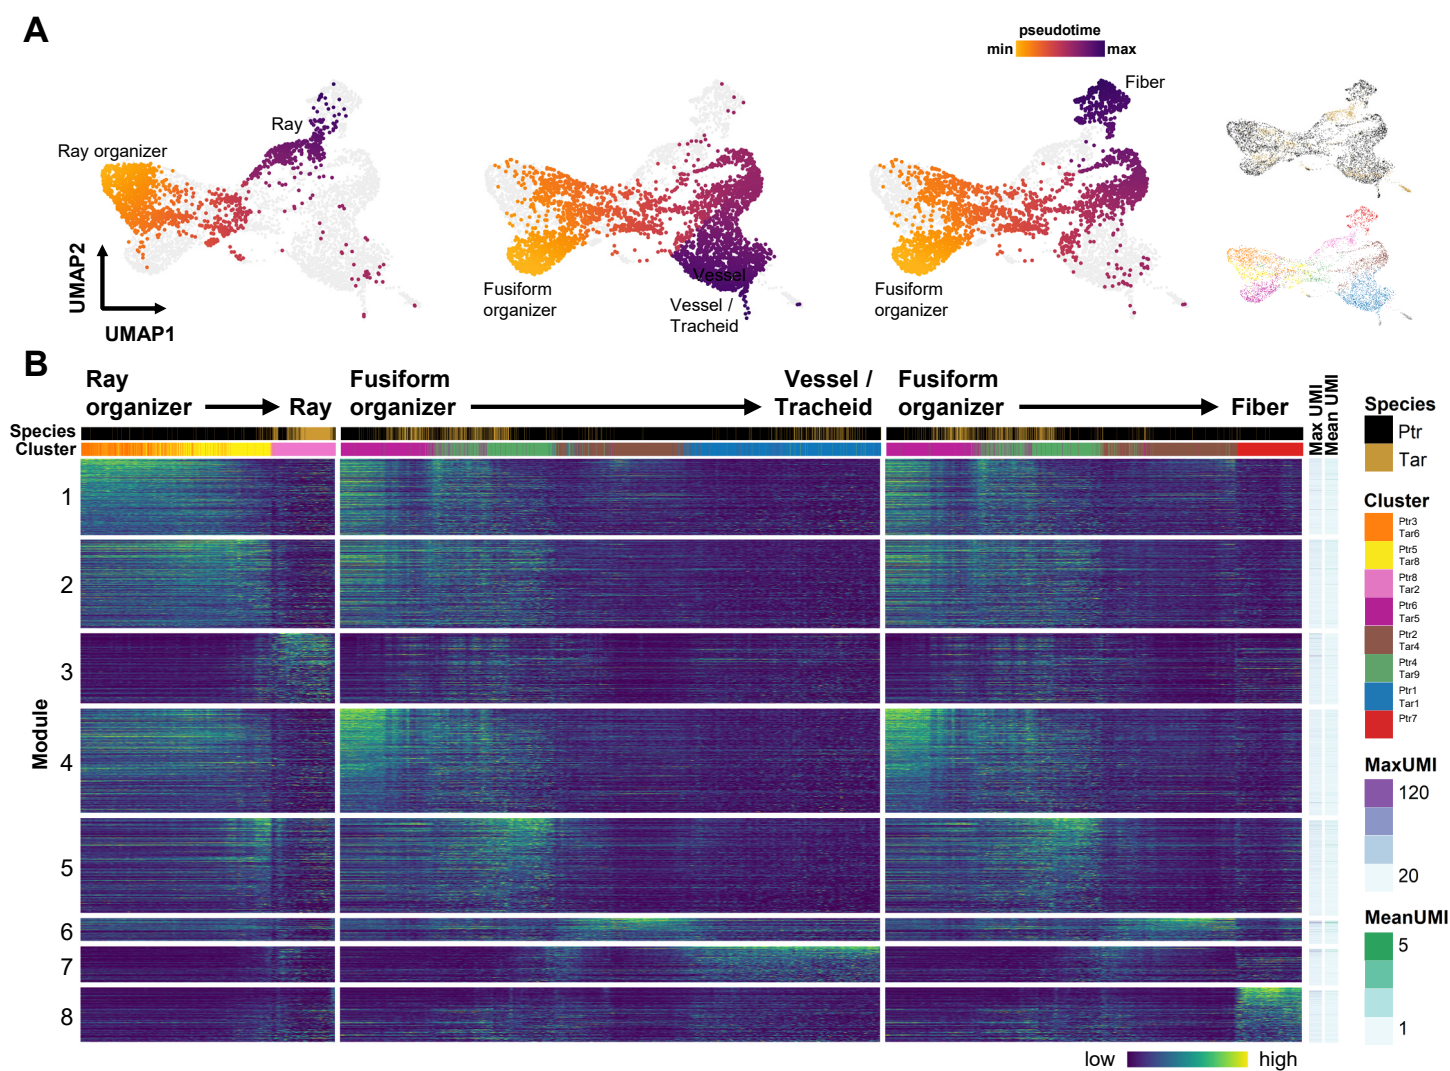 A
pseudotime
min max
Ray organizer
Ray
Fusiform
organizer
Vessel
Vessel /
Tracheid
Fusiform
organizer
Fiber
UMAP2
UMAP1
B
Ray
organizer
Ray
Fusiform
organizer
Vessel /
Tracheid
Fusiform
organizer
Fiber
Max UMI
Mean UMI
Species
Cluster
Module
1
2
3
4
5
6
7
8
low high
Species
Ptr
Tar
Cluster
Ptr3
Tar6
Ptr5
Tar8
Ptr8
Tar2
Ptr6
Tar5
Ptr2
Tar4
Ptr4
Tar9
Ptr1
Tar1
Ptr7
MaxUMI
120
20
MeanUMI
5
1